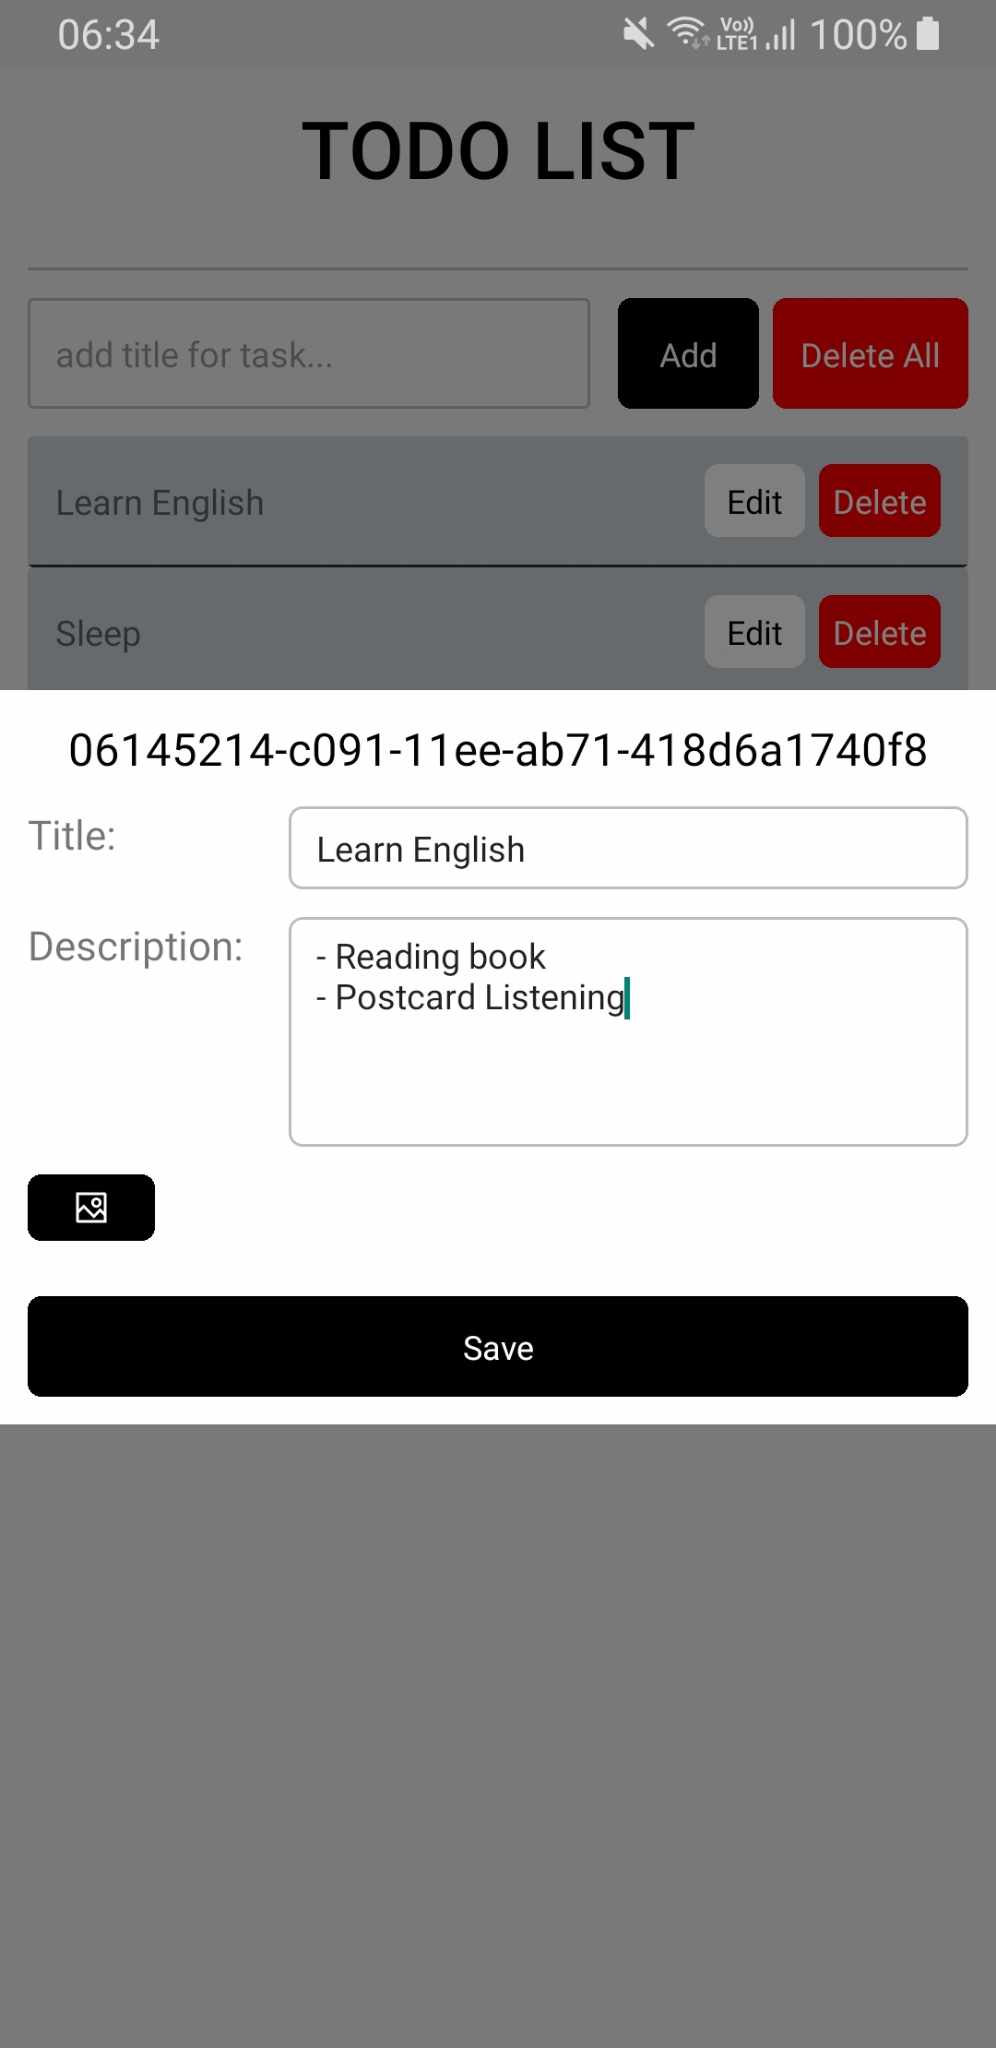 06:34 Vo)) LTE1 100%
TODO LIST
add title for task... Add Delete All
Learn English Edit Delete
Sleep Edit Delete
06145214-c091-11ee-ab71-418d6a1740f8
Title: Learn English
Description: - Reading book
- Postcard Listening
Save